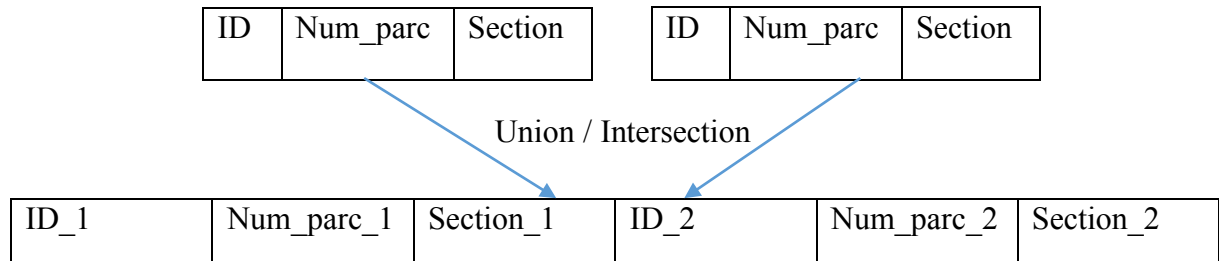 ID Num_parc Section ID Num_parc Section
Union / Intersection
ID_1 Num_parc_1 Section_1 ID_2 Num_parc_2 Section_2